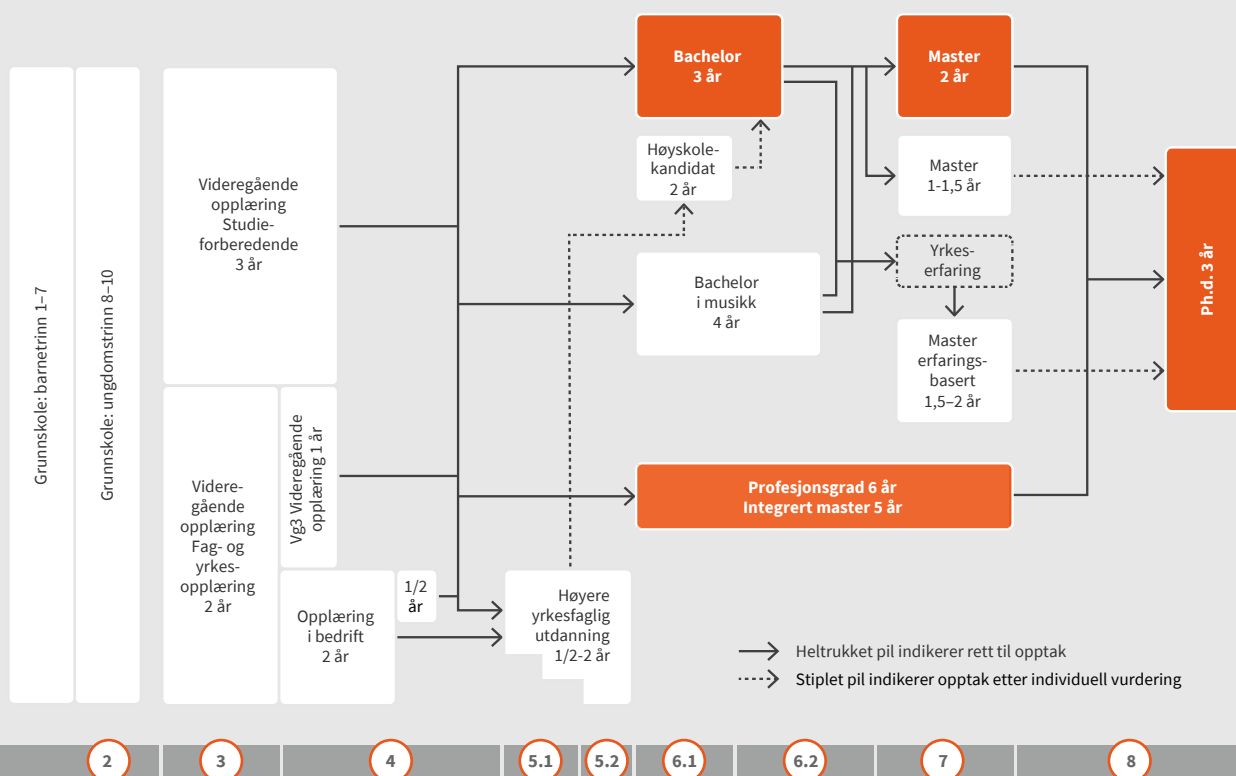 Grunnskole: barnetrinn 1–7
Grunnskole: ungdomstrinn 8–10
Videregående
opplæring
Studie-
forberedende
3 år
Videre-
gående
opplæring
Fag- og
yrkes-
opplæring
2 år
Vg3 Videregående
opplæring 1 år
Opplæring
i bedrift
2 år
1/2
år
Høyere
yrkesfaglig
utdanning
1/2-2 år
Bachelor
3 år
Høyskole-
kandidat
2 år
Bachelor
i musikk
4 år
Master
2 år
Master
1-1,5 år
Yrkes-
erfaring
Master
erfarings-
basert
1,5–2 år
Profesjonsgrad 6 år
Integrert master 5 år
Ph.d. 3 år
Heltrukket pil indikerer rett til opptak
Stiplet pil indikerer opptak etter individuell vurdering
2
3
4
5.1
5.2
6.1
6.2
7
8